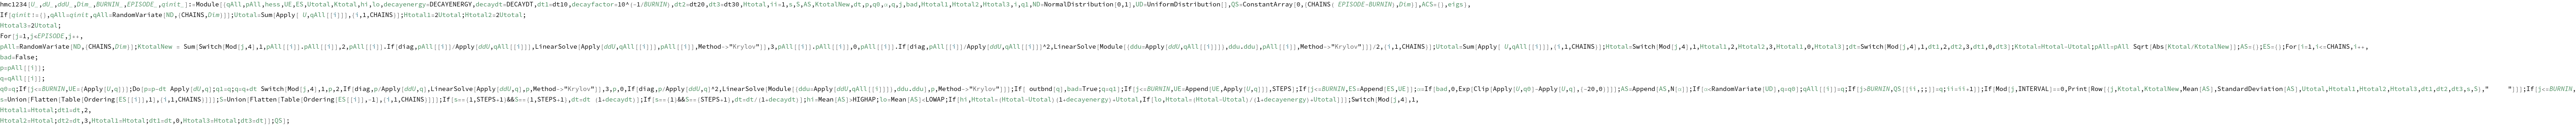 hmc1234[U_,dU_,ddU_,Dim_,BURNIN_,EPISODE_,qinit_]:=Module[{qAll,pAll,hess,UE,ES,Utotal,Ktotal,hi,lo,decayenergy=DECAYENERGY,decaydt=DECAYDT,dt1=dt10,decayfactor=10^(-1/BURNIN),dt2=dt20,dt3=dt30,Htotal,ii=1,s,S,AS,KtotalNew,dt,p,q0,α,q,j,bad,Htotal1,Htotal2,Htotal3,i,q1,ND=NormalDistribution[0,1],UD=UniformDistribution[],QS=ConstantArray[0,{CHAINS( EPISODE-BURNIN),Dim}],ACS={},eigs},
If[qinit==={},qAll=qinit,qAll=RandomVariate[ND,{CHAINS,Dim}]];Utotal=Sum[Apply[ U,qAll[[i]]],{i,1,CHAINS}];Htotal1=2Utotal;Htotal2=2Utotal;
Htotal3=2Utotal;
For[j=1,j≤EPISODE,j++,
pAll=RandomVariate[ND,{CHAINS,Dim}];KtotalNew = Sum[Switch[Mod[j,4],1,pAll[[i]].pAll[[i]],2,pAll[[i]].If[diag,pAll[[i]]/Apply[ddU,qAll[[i]]],LinearSolve[Apply[ddU,qAll[[i]]],pAll[[i]],Method->"Krylov"]],3,pAll[[i]].pAll[[i]],0,pAll[[i]].If[diag,pAll[[i]]/Apply[ddU,qAll[[i]]]^2,LinearSolve[Module[{ddu=Apply[ddU,qAll[[i]]]},ddu.ddu],pAll[[i]],Method->"Krylov"]]]/2,{i,1,CHAINS}];Utotal=Sum[Apply[ U,qAll[[i]]],{i,1,CHAINS}];Htotal=Switch[Mod[j,4],1,Htotal1,2,Htotal2,3,Htotal1,0,Htotal3];dt=Switch[Mod[j,4],1,dt1,2,dt2,3,dt1,0,dt3];Ktotal=Htotal-Utotal;pAll=pAll Sqrt[Abs[Ktotal/KtotalNew]];AS={};ES={};For[i=1,i<=CHAINS,i++,
bad=False;
p=pAll[[i]];
q=qAll[[i]];
q0=q;If[j<=BURNIN,UE={Apply[U,q]}];Do[p=p-dt Apply[dU,q];q1=q;q=q+dt Switch[Mod[j,4],1,p,2,If[diag,p/Apply[ddU,q],LinearSolve[Apply[ddU,q],p,Method->"Krylov"]],3,p,0,If[diag,p/Apply[ddU,q]^2,LinearSolve[Module[{ddu=Apply[ddU,q]},ddu.ddu],p,Method->"Krylov"]]];If[ outbnd[q],bad=True;q=q1];If[j<=BURNIN,UE=Append[UE,Apply[U,q]]],STEPS];If[j<=BURNIN,ES=Append[ES,UE]];α=If[bad,0,Exp[Clip[Apply[U,q0]-Apply[U,q],{-20,0}]]];AS=Append[AS,N[α]];If[α<RandomVariate[UD],q=q0];qAll[[i]]=q;If[j>BURNIN,QS[[ii,;;]]=q;ii=ii+1]];If[Mod[j,INTERVAL]==0,Print[Row[{j,Ktotal,KtotalNew,Mean[AS],StandardDeviation[AS],Utotal,Htotal1,Htotal2,Htotal3,dt1,dt2,dt3,s,S},"      "]]];If[j<=BURNIN,
s=Union[Flatten[Table[Ordering[ES[[i]],1],{i,1,CHAINS}]]];S=Union[Flatten[Table[Ordering[ES[[i]],-1],{i,1,CHAINS}]]];If[s=={1,STEPS+1}&&S=={1,STEPS+1},dt=dt (1+decaydt)];If[s=={1}&&S=={STEPS+1},dt=dt/(1+decaydt)];hi=Mean[AS]>HIGHAP;lo=Mean[AS]<LOWAP;If[hi,Htotal=(Htotal-Utotal)(1+decayenergy)+Utotal,If[lo,Htotal=(Htotal-Utotal)/(1+decayenergy)+Utotal]]];Switch[Mod[j,4],1,
Htotal1=Htotal;dt1=dt,2,
Htotal2=Htotal;dt2=dt,3,Htotal1=Htotal;dt1=dt,0,Htotal3=Htotal;dt3=dt]];QS];